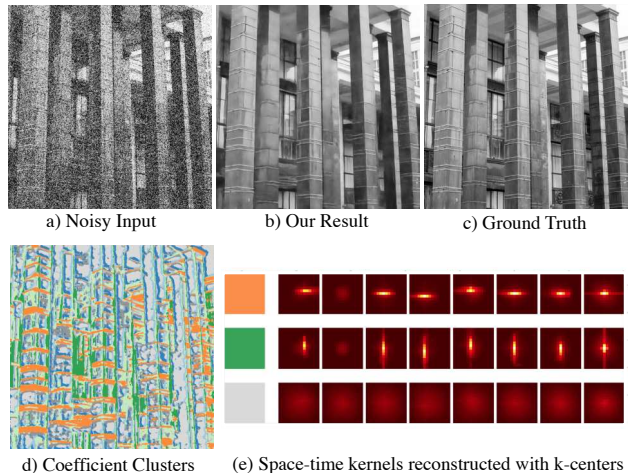 a) Noisy Input
b) Our Result
c) Ground Truth
d) Coefficient Clusters
(e) Space-time kernels reconstructed with k-centers